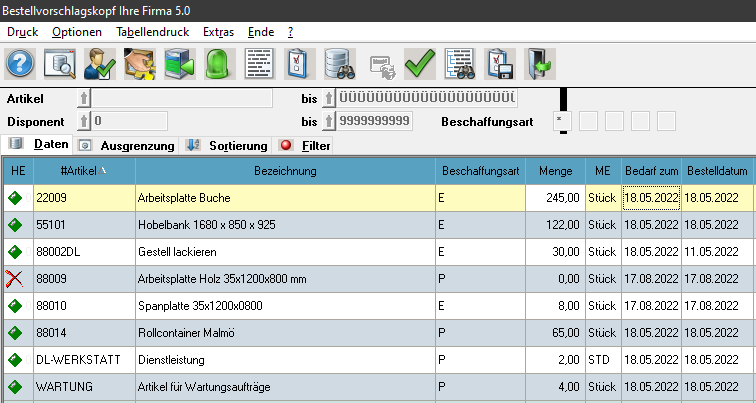 Bestellvorschlagskopf Ihre Firma 5.0
Druck Optionen Tabellendruck Extras Ende ?
Artikel bis ÜÜÜÜÜÜÜÜÜÜÜÜÜÜÜÜÜÜÜÜ
Disponent 0 bis 9999999999 Beschaffungsart *
Daten Ausgrenzung Sortierung Filter
HE #Artikel Bezeichnung Beschaffungsart Menge ME Bedarf zum Bestelldatum
22009 Arbeitsplatte Buche E 245,00 Stück 18.05.2022 18.05.2022
55101 Hobelbank 1680 x 850 x 925 E 122,00 Stück 18.05.2022 18.05.2022
88002DL Gestell lackieren E 30,00 Stück 18.05.2022 11.05.2022
88009 Arbeitsplatte Holz 35x1200x800 mm P 0,00 Stück 17.08.2022 17.08.2022
88010 Spanplatte 35x1200x0800 E 8,00 Stück 17.08.2022 17.08.2022
88014 Rollcontainer Malmö P 65,00 Stück 18.05.2022 18.05.2022
DL-WERKSTATT Dienstleistung P 2,00 STD 18.05.2022 18.05.2022
WARTUNG Artikel für Wartungsaufträge P 4,00 Stück 18.05.2022 18.05.2022